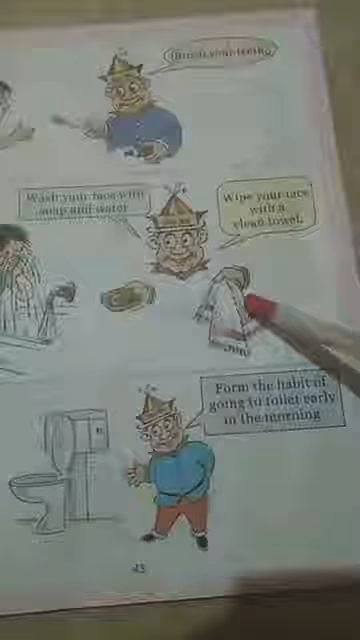 Brush your teeth
Wash your face with
soap and water
Wipe your face
with a
clean towel.
Form the habit of
going to toilet early
in the morning
43